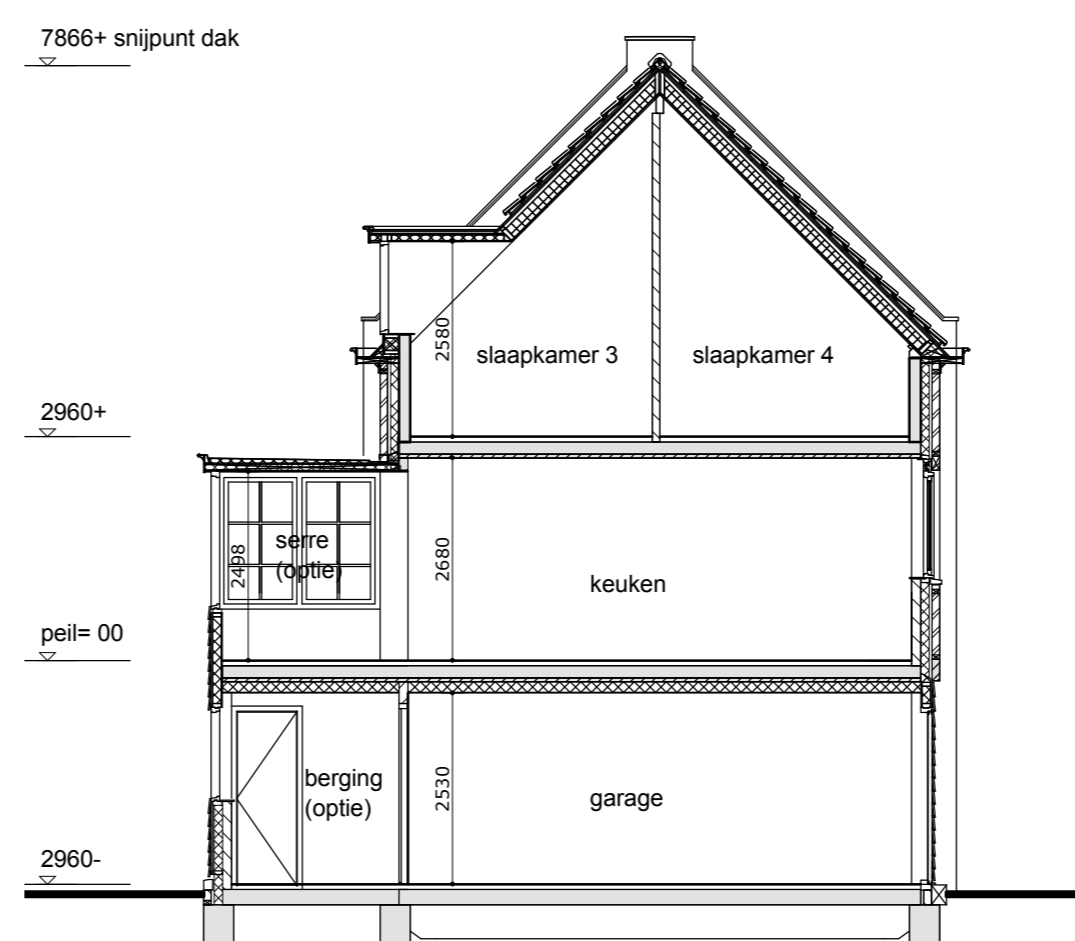 7866+ snijpunt dak
2580
slaapkamer 3
slaapkamer 4
2960+
serre
(optie)
2498
2680
keuken
peil= 00
berging
(optie)
2530
garage
2960-